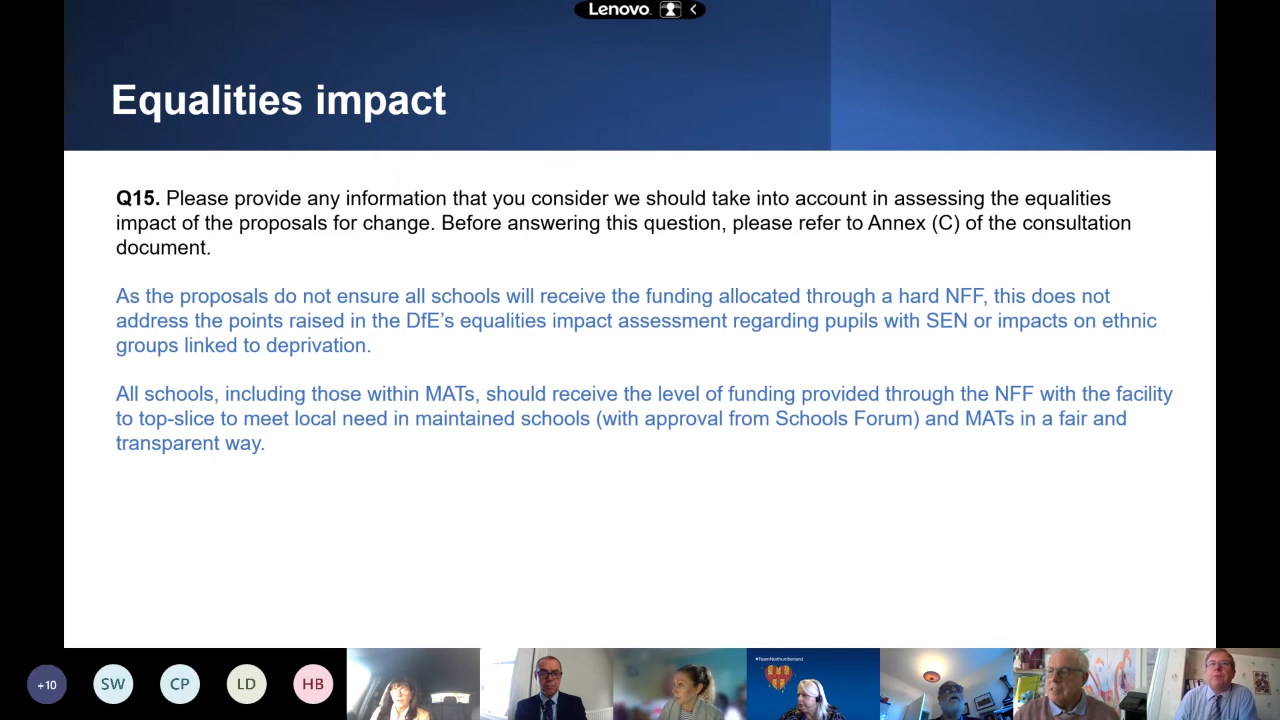 Lenovo
Equalities impact
Q15. Please provide any information that you consider we should take into account in assessing the equalities
impact of the proposals for change. Before answering this question, please refer to Annex (C) of the consultation
document.
As the proposals do not ensure all schools will receive the funding allocated through a hard NFF, this does not
address the points raised in the DfE's equalities impact assessment regarding pupils with SEN or impacts on ethnic
groups linked to deprivation.
All schools, including those within MATs, should receive the level of funding provided through the NFF with the facility
to top-slice to meet local need in maintained schools (with approval from Schools Forum) and MATs in a fair and
transparent way.
+10 SW CP LD HB
#TeamNorthumberland